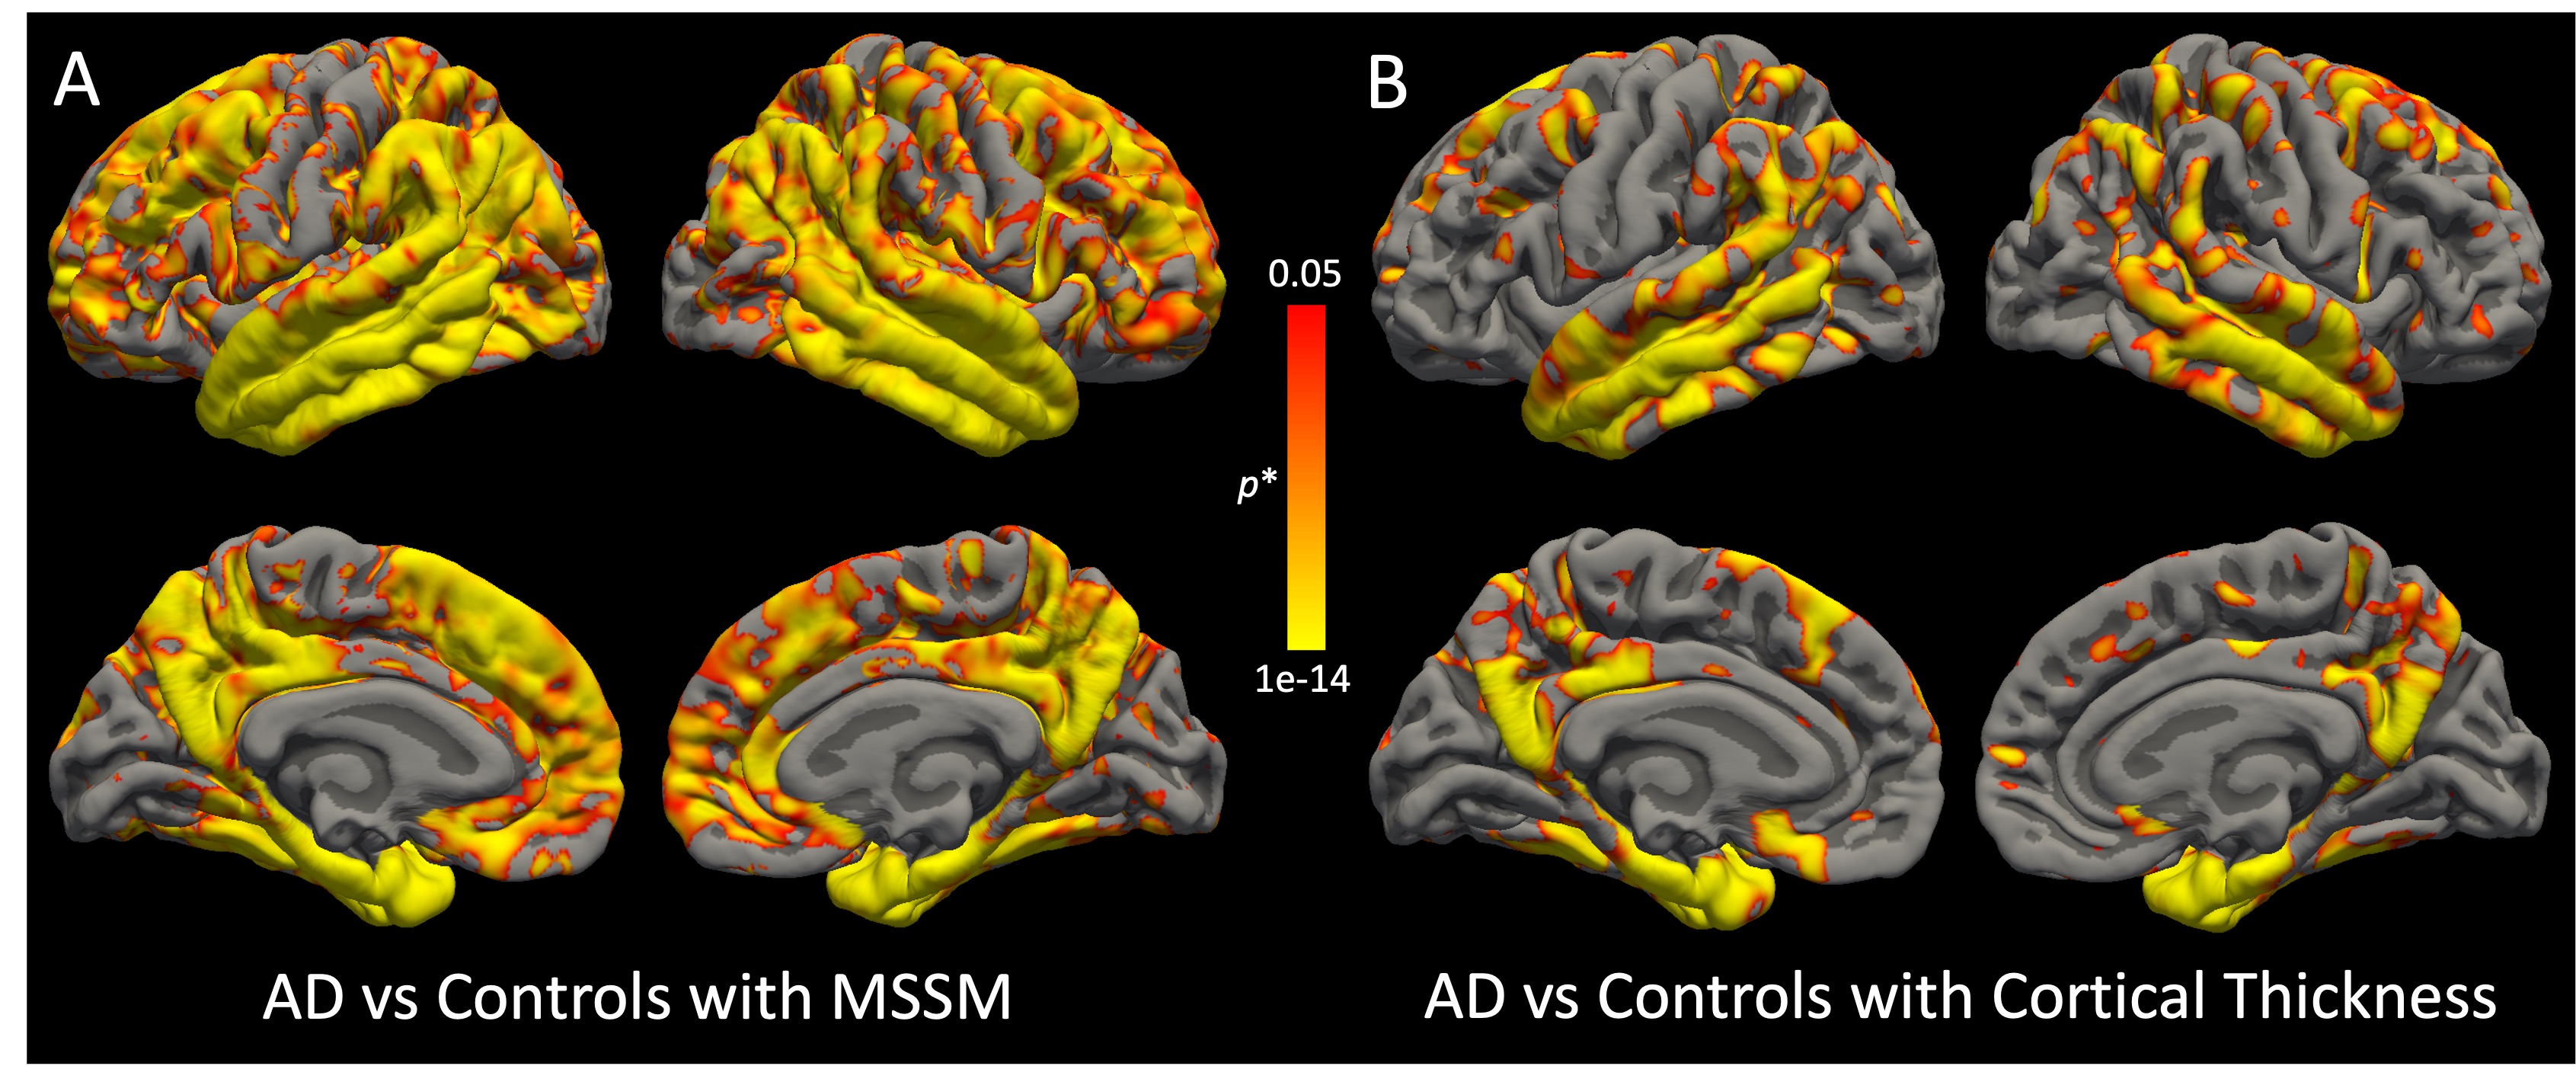 A
B
0.05
p*
1e-14
AD vs Controls with MSSM
AD vs Controls with Cortical Thickness